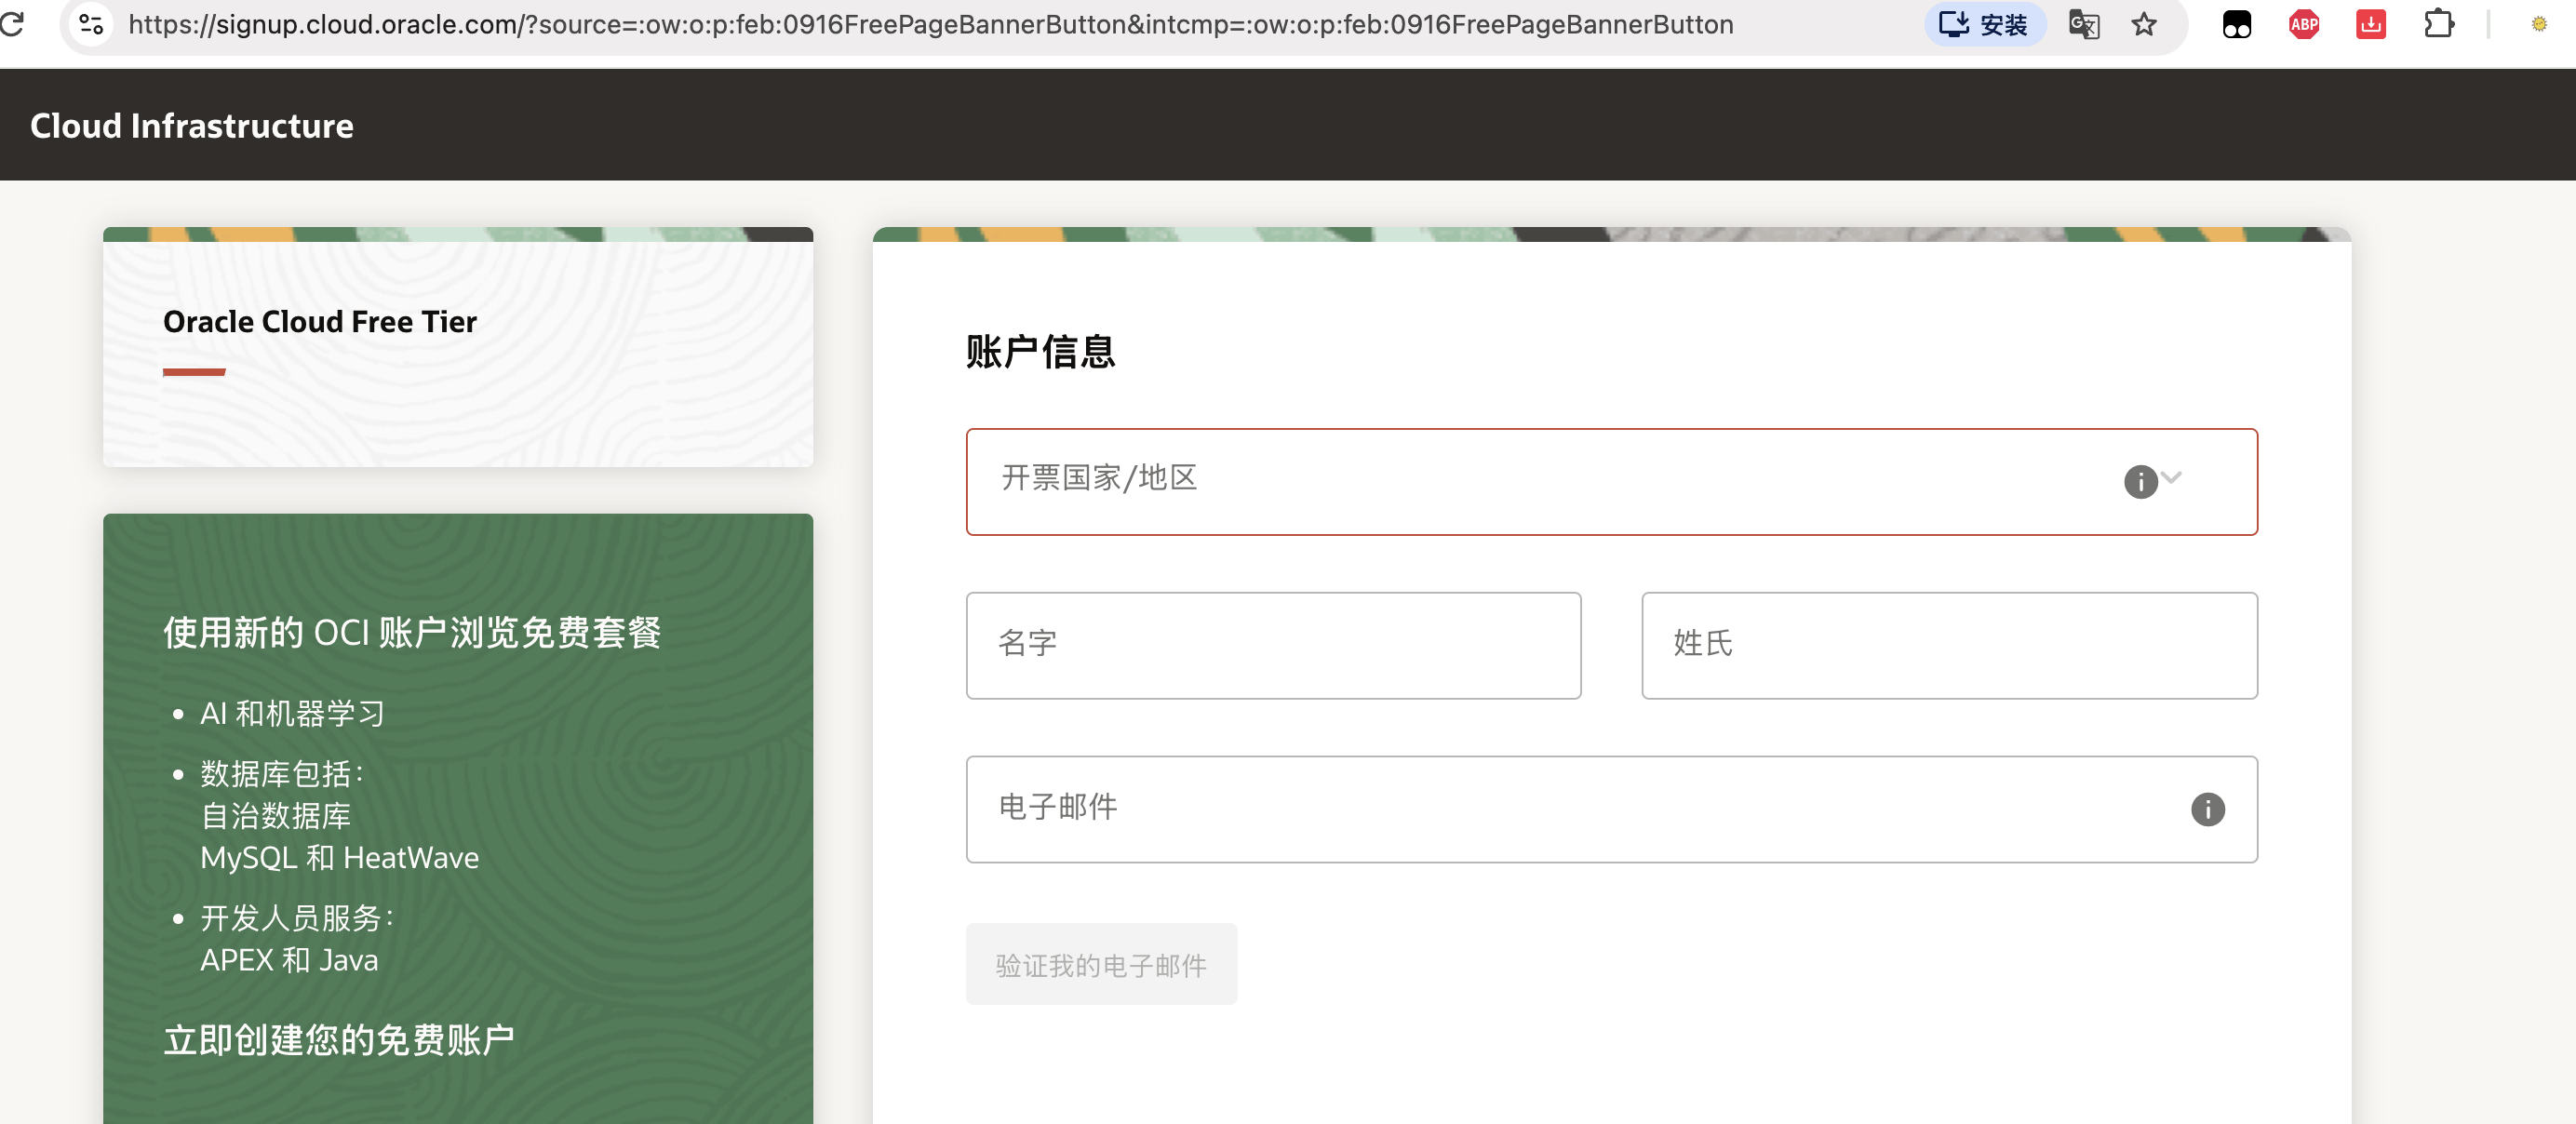 https://signup.cloud.oracle.com/?source=:ow:o:p:feb:0916FreePageBannerButton&intcmp=:ow:o:p:feb:0916FreePageBannerButton
安装
G文
ABP
Cloud Infrastructure
Oracle Cloud Free Tier
使用新的 OCI 账户浏览免费套餐
• AI 和机器学习
• 数据库包括：
自治数据库
MySQL 和 HeatWave
• 开发人员服务：
APEX 和 Java
立即创建您的免费账户
账户信息
开票国家/地区
名字
姓氏
电子邮件
验证我的电子邮件